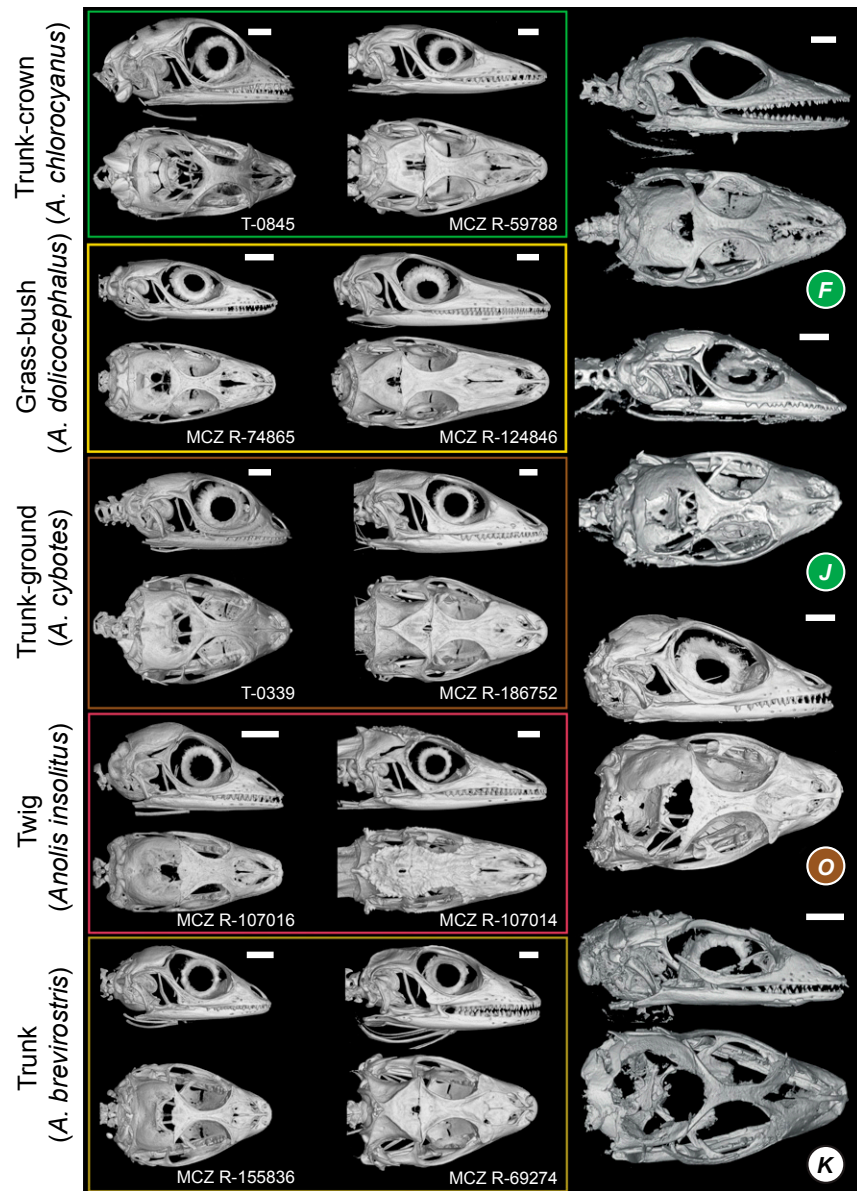 Trunk-crown
(A. chlorocyanus)
T-0845
MCZ R-59788
F
Grass-bush
(A. dolicocephalus)
MCZ R-74865
MCZ R-124846
J
Trunk-ground
(A. cybotes)
T-0339
MCZ R-186752
O
Twig
(Anolis insolitus)
MCZ R-107016
MCZ R-107014
Trunk
(A. brevirostris)
MCZ R-155836
MCZ R-69274
K